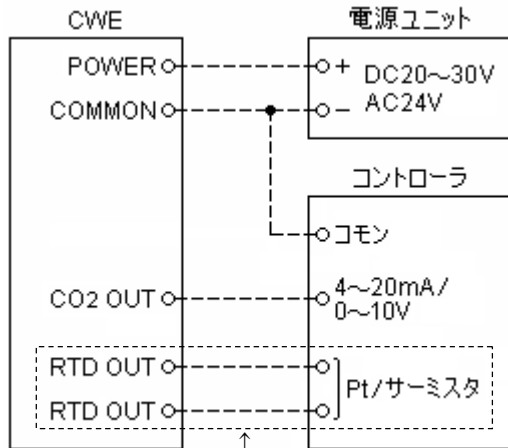 CWE
電源ユニット
POWER
+
DC20～30V
COMMON
-
AC24V
コントローラ
コモン
CO2 OUT
4～20mA/
0～10V
RTD OUT
Pt/サーミスタ
RTD OUT